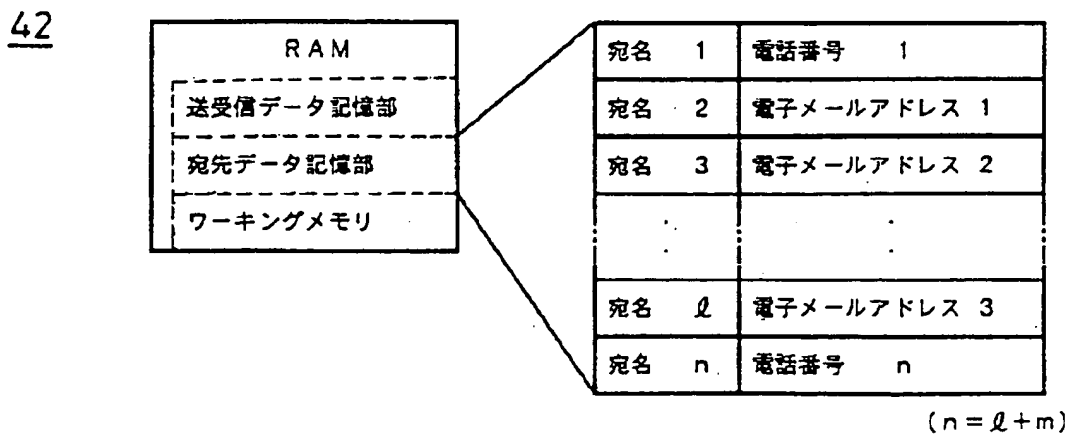 42
RAM
送受信データ記憶部
宛先データ記憶部
ワーキングメモリ
宛名 1 電話番号 1
宛名 2 電子メールアドレス 1
宛名 3 電子メールアドレス 2
宛名 ℓ 電子メールアドレス 3
宛名 n 電話番号 n
(n=ℓ+m)